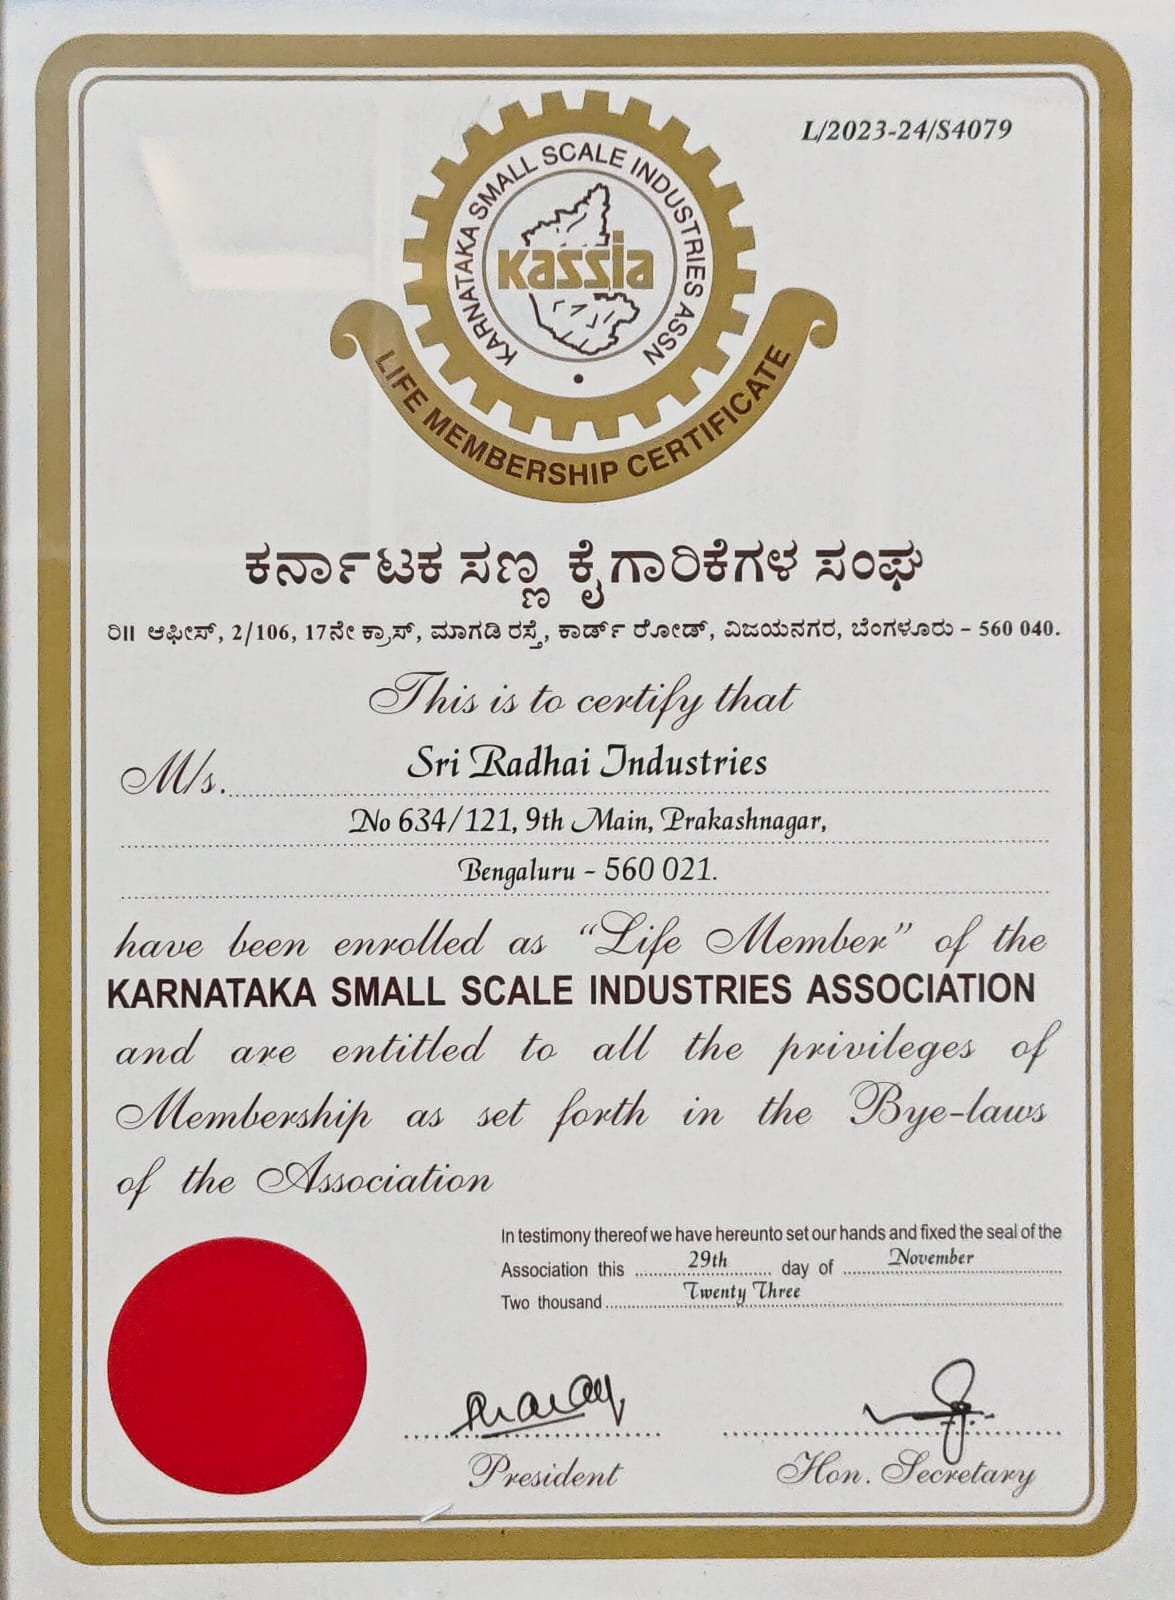 L/2023-24/S4079
KARNATAKA SMALL SCALE INDUSTRIES ASSN
kassia
LIFE MEMBERSHIP CERTIFICATE
ಕರ್ನಾಟಕ ಸಣ್ಣ ಕೈಗಾರಿಕೆಗಳ ಸಂಘ
ರಿ॥ ಆಫೀಸ್, 2/106, 17ನೇ ಕ್ರಾಸ್, ಮಾಗಡಿ ರಸ್ತೆ, ಕಾರ್ಡ್ ರೋಡ್, ವಿಜಯನಗರ, ಬೆಂಗಳೂರು - 560 040.
This is to certify that
M/s. Sri Radhai Industries
No 634/121, 9th Main, Prakashnagar,
Bengaluru - 560 021.
have been enrolled as "Life Member" of the
KARNATAKA SMALL SCALE INDUSTRIES ASSOCIATION
and are entitled to all the privileges of
Membership as set forth in the Bye-laws
of the Association
In testimony thereof we have hereunto set our hands and fixed the seal of the
Association this 29th day of November
Two thousand Twenty Three
President Hon. Secretary